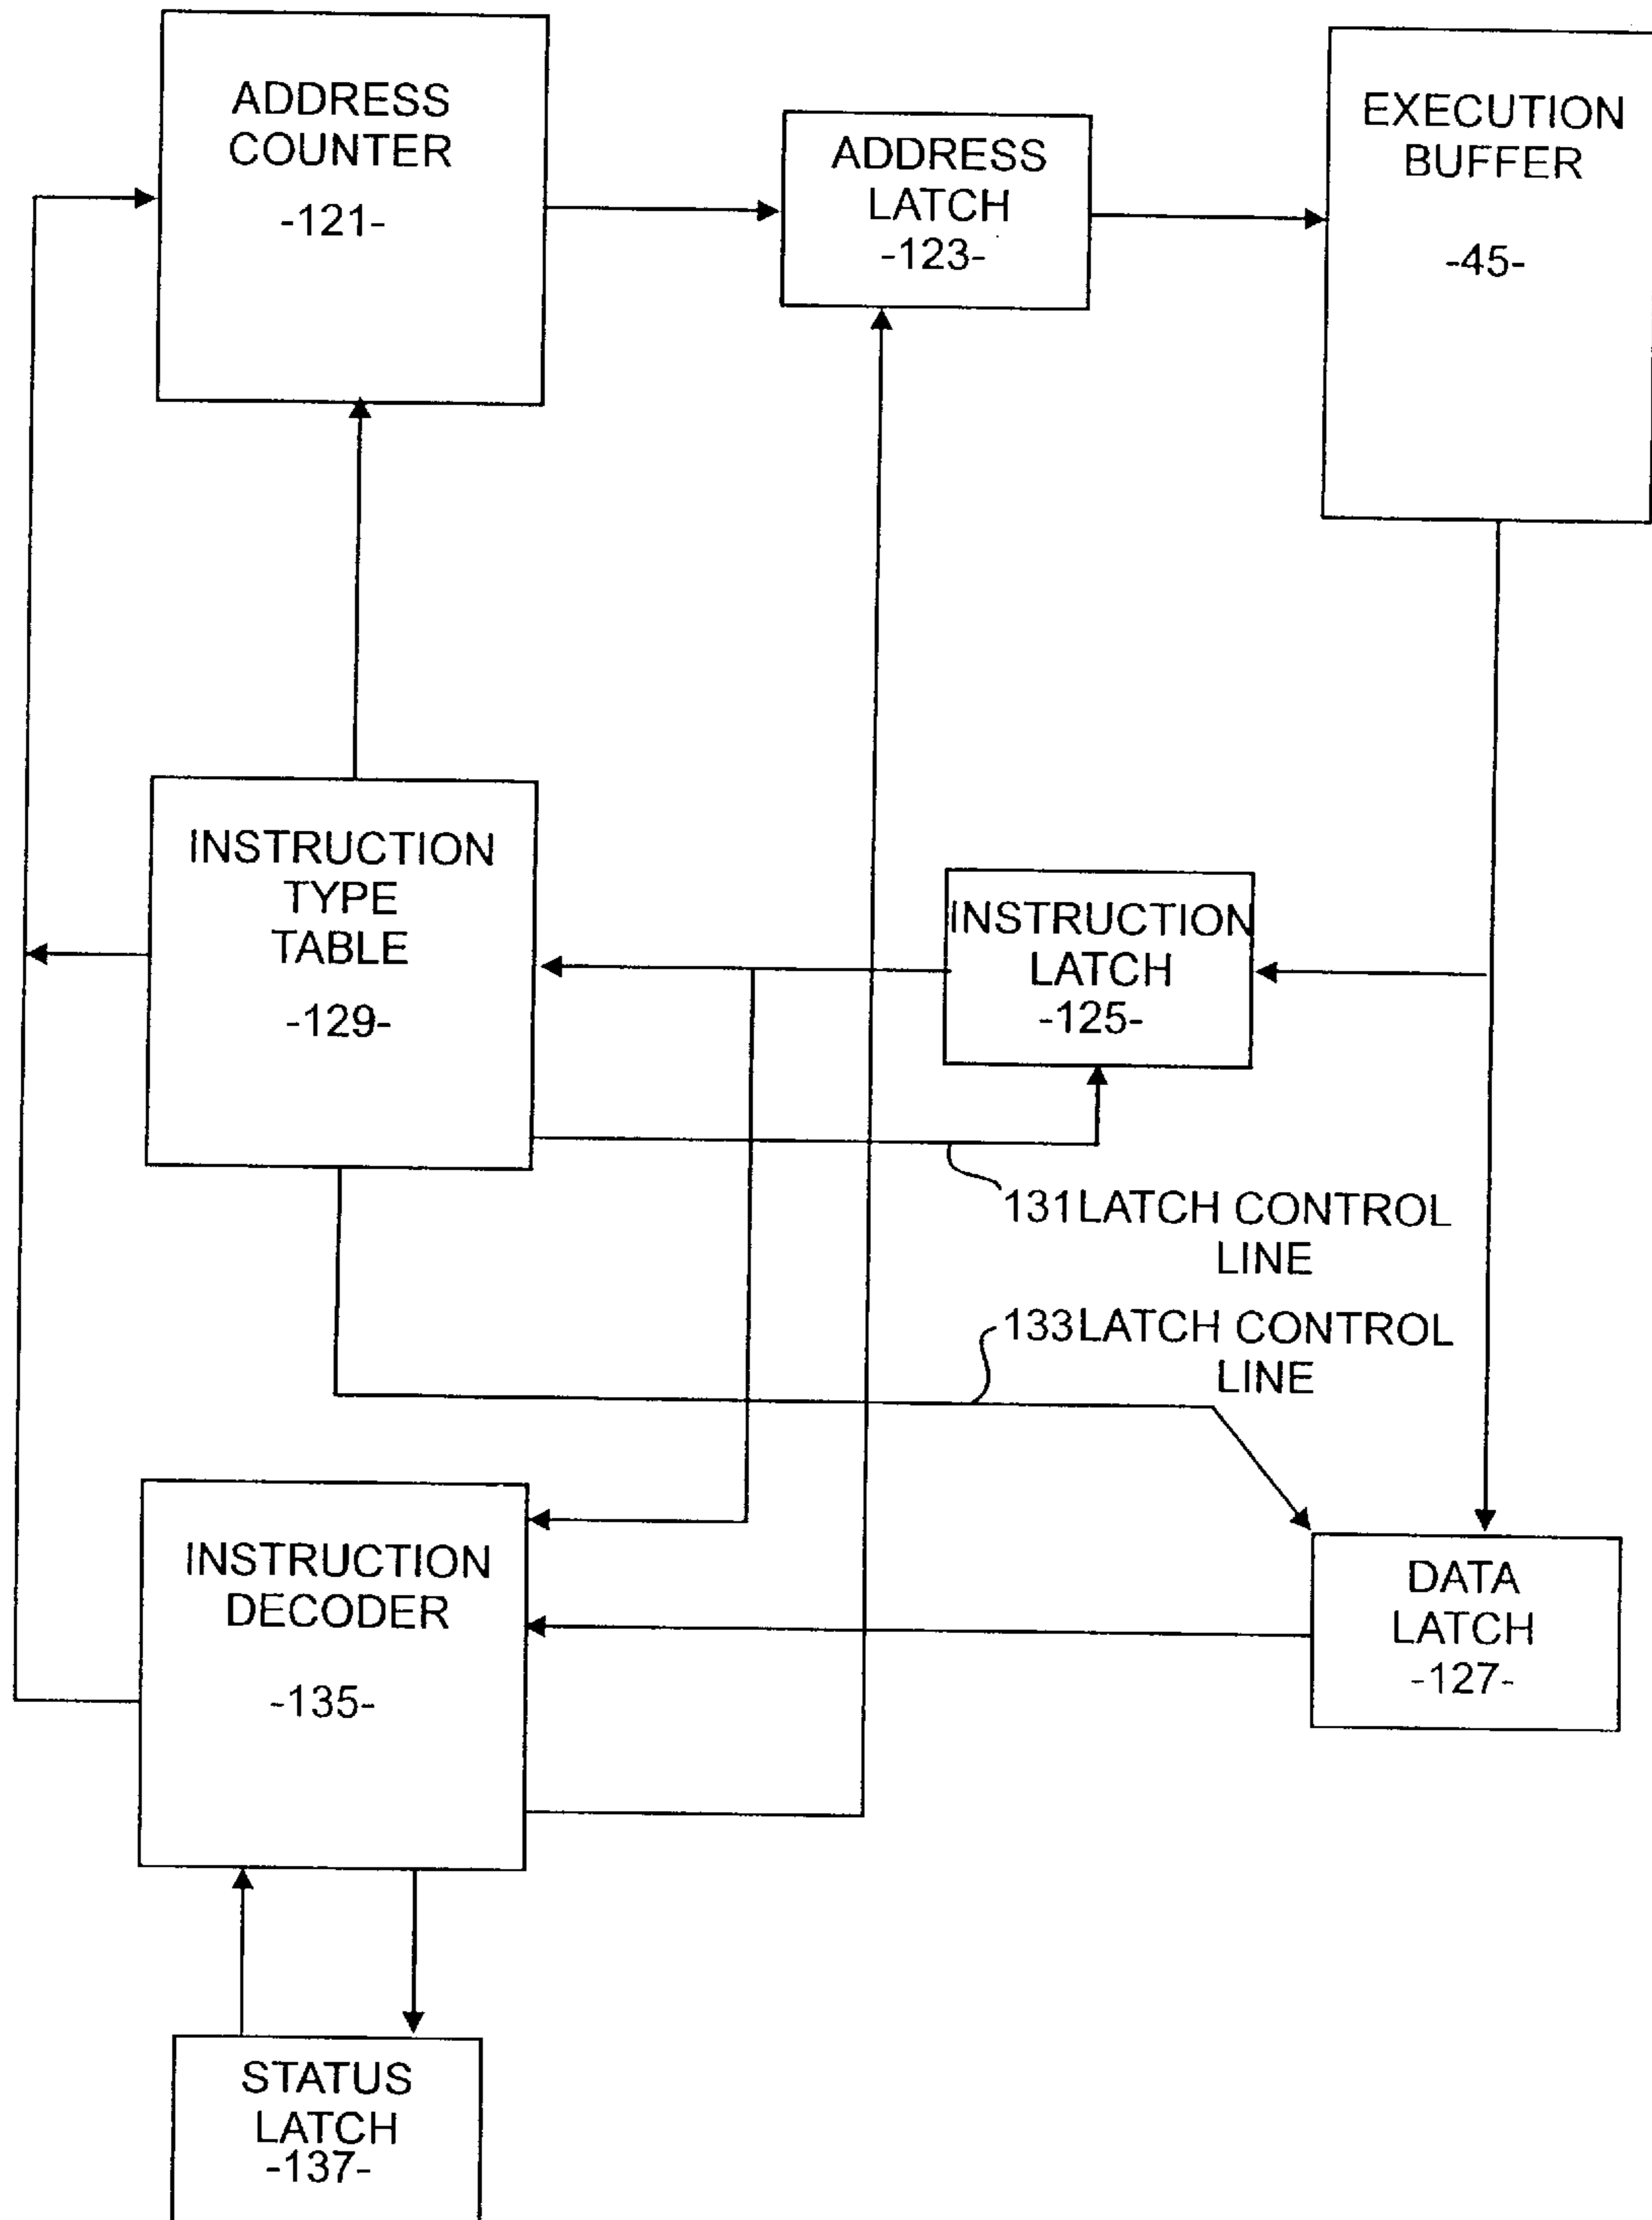 ADDRESS
COUNTER
-121-
ADDRESS
LATCH
-123-
EXECUTION
BUFFER
-45-
INSTRUCTION
TYPE
TABLE
-129-
INSTRUCTION
LATCH
-125-
131 LATCH CONTROL
LINE
133 LATCH CONTROL
LINE
INSTRUCTION
DECODER
-135-
DATA
LATCH
-127-
STATUS
LATCH
-137-